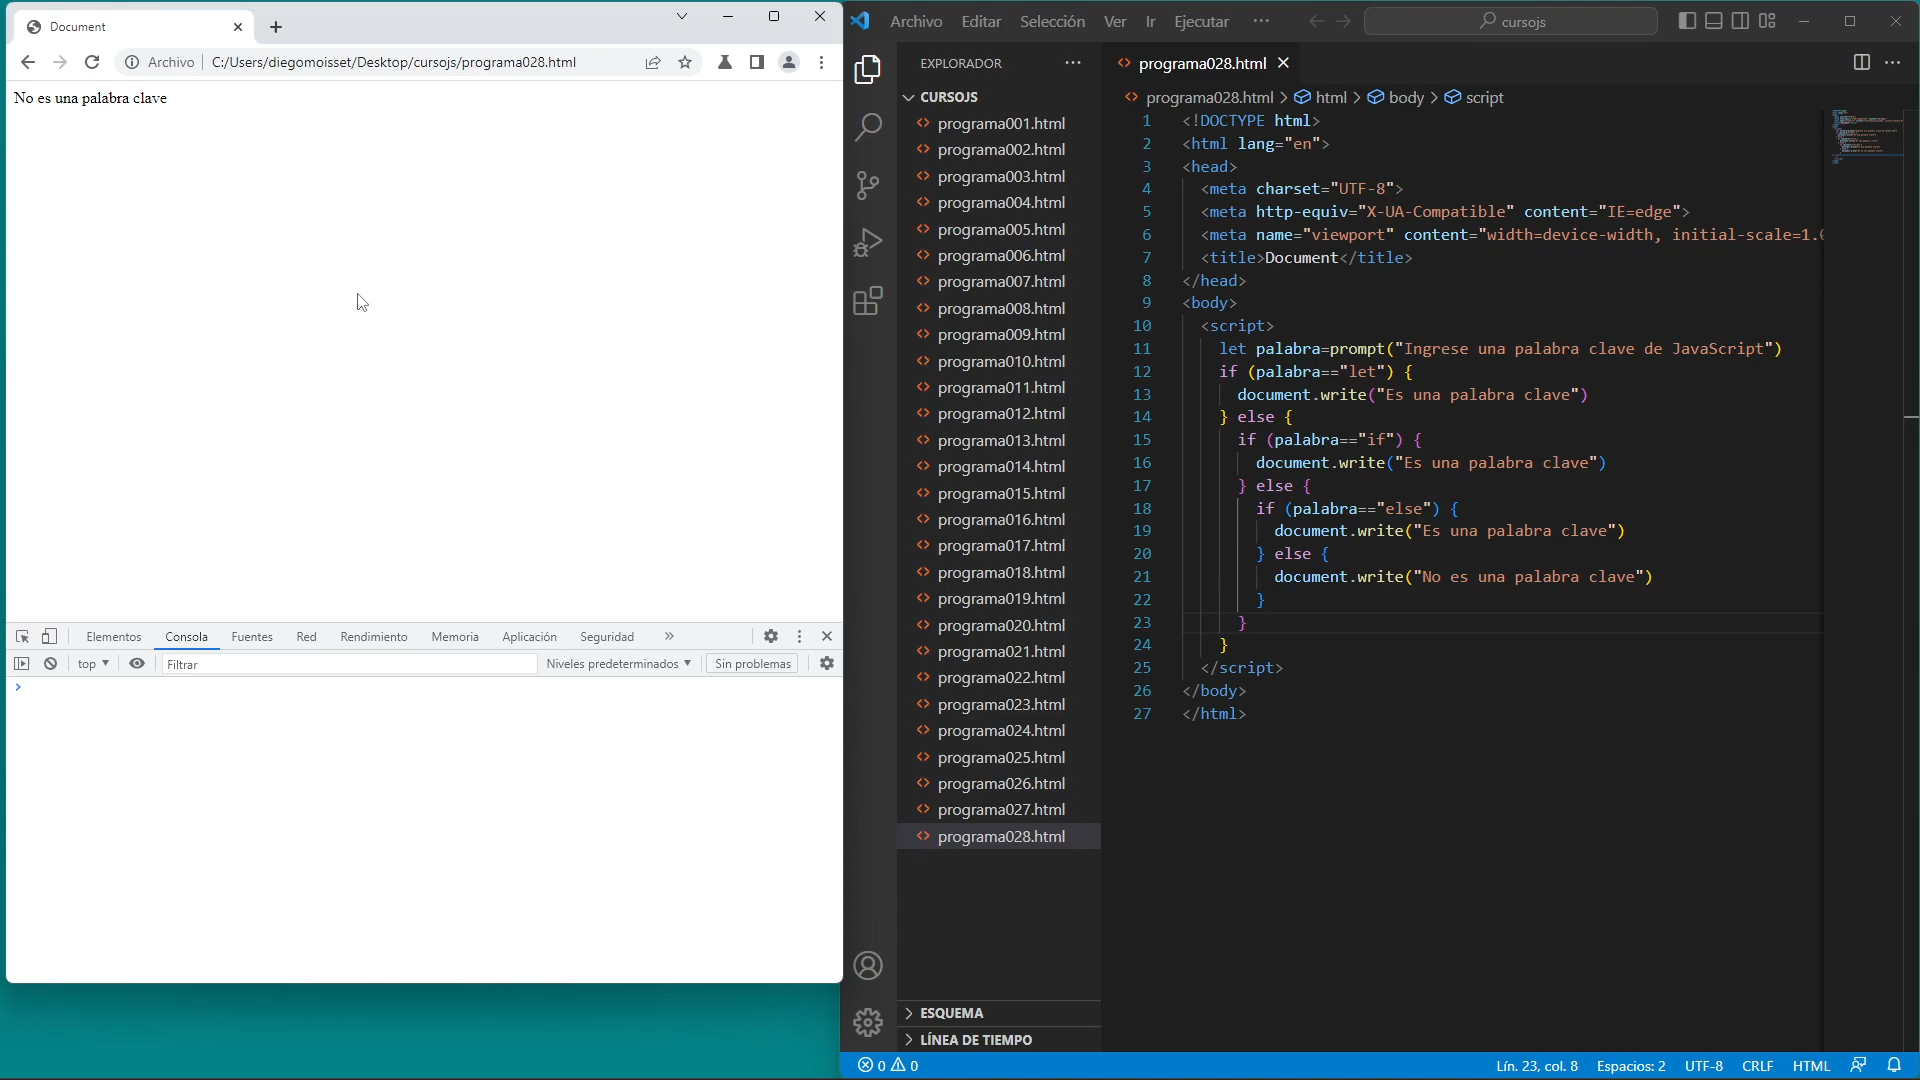 Document
Archivo C:/Users/diegomoisset/Desktop/cursojs/programa028.html
No es una palabra clave
Elementos Consola Fuentes Red Rendimiento Memoria Aplicación Seguridad »
top ▼ Filtrar Niveles predeterminados ▼ Sin problemas
Archivo Editar Selección Ver Ir Ejecutar ··· cursojs
EXPLORADOR ···
CURSOJS
programa001.html
programa002.html
programa003.html
programa004.html
programa005.html
programa006.html
programa007.html
programa008.html
programa009.html
programa010.html
programa011.html
programa012.html
programa013.html
programa014.html
programa015.html
programa016.html
programa017.html
programa018.html
programa019.html
programa020.html
programa021.html
programa022.html
programa023.html
programa024.html
programa025.html
programa026.html
programa027.html
programa028.html
ESQUEMA
LÍNEA DE TIEMPO
programa028.html
programa028.html > html > body > script
1 <!DOCTYPE html>
2 <html lang="en">
3 <head>
4 <meta charset="UTF-8">
5 <meta http-equiv="X-UA-Compatible" content="IE=edge">
6 <meta name="viewport" content="width=device-width, initial-scale=1.0
7 <title>Document</title>
8 </head>
9 <body>
10 <script>
11 let palabra=prompt("Ingrese una palabra clave de JavaScript")
12 if (palabra=="let") {
13 document.write("Es una palabra clave")
14 } else {
15 if (palabra=="if") {
16 document.write("Es una palabra clave")
17 } else {
18 if (palabra=="else") {
19 document.write("Es una palabra clave")
20 } else {
21 document.write("No es una palabra clave")
22 }
23 }
24 }
25 </script>
26 </body>
27 </html>
0 0 Lín. 23, col. 8 Espacios: 2 UTF-8 CRLF HTML